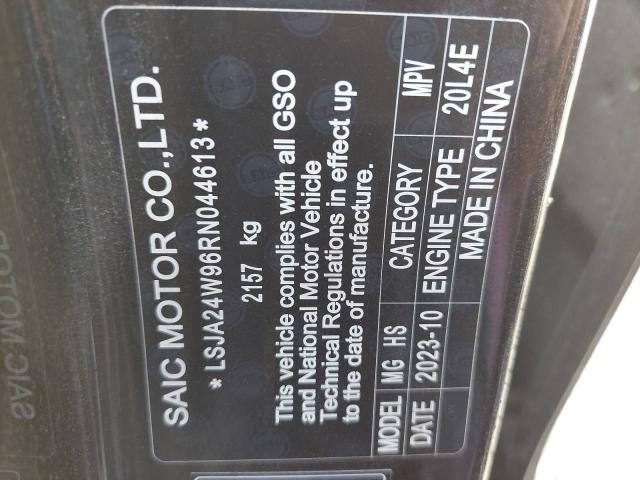 SAIC MOTOR CO.,LTD.
*LSJA24W96RN044613*
2157 kg
This vehicle complies with all GSO
and National Motor Vehicle
Technical Regulations in effect up
to the date of manufacture.
MODEL MG HS CATEGORY MPV
DATE 2023-10 ENGINE TYPE 20L4E
MADE IN CHINA